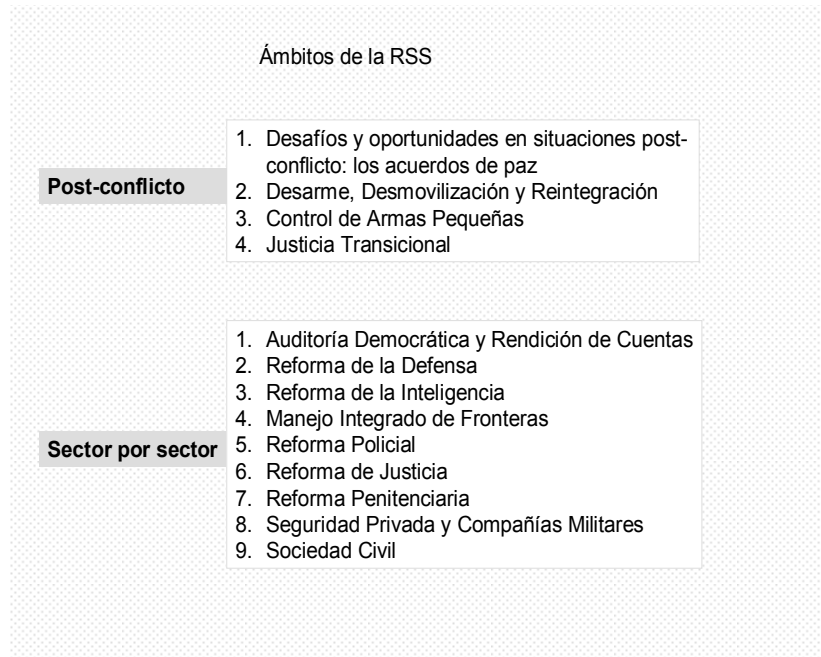 Ámbitos de la RSS
Post-conflicto
1. Desafíos y oportunidades en situaciones post-
conflicto: los acuerdos de paz
2. Desarme, Desmovilización y Reintegración
3. Control de Armas Pequeñas
4. Justicia Transicional
Sector por sector
1. Auditoría Democrática y Rendición de Cuentas
2. Reforma de la Defensa
3. Reforma de la Inteligencia
4. Manejo Integrado de Fronteras
5. Reforma Policial
6. Reforma de Justicia
7. Reforma Penitenciaria
8. Seguridad Privada y Compañías Militares
9. Sociedad Civil